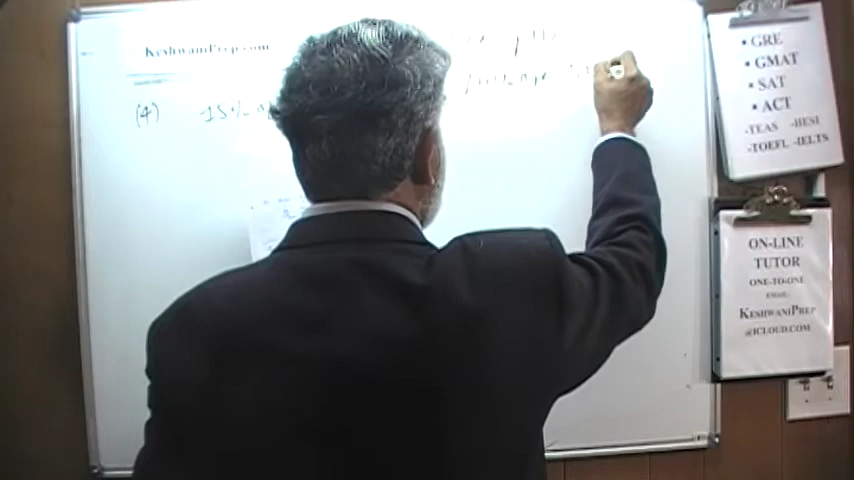 KeshwaniPrep.com
(4) 15%
• GRE
• GMAT
• SAT
• ACT
-TEAS -HESI
-TOEFL -IELTS
ON-LINE
TUTOR
ONE-TO-ONE
EMAIL:
KESHWANIPREP
@ICLOUD.COM